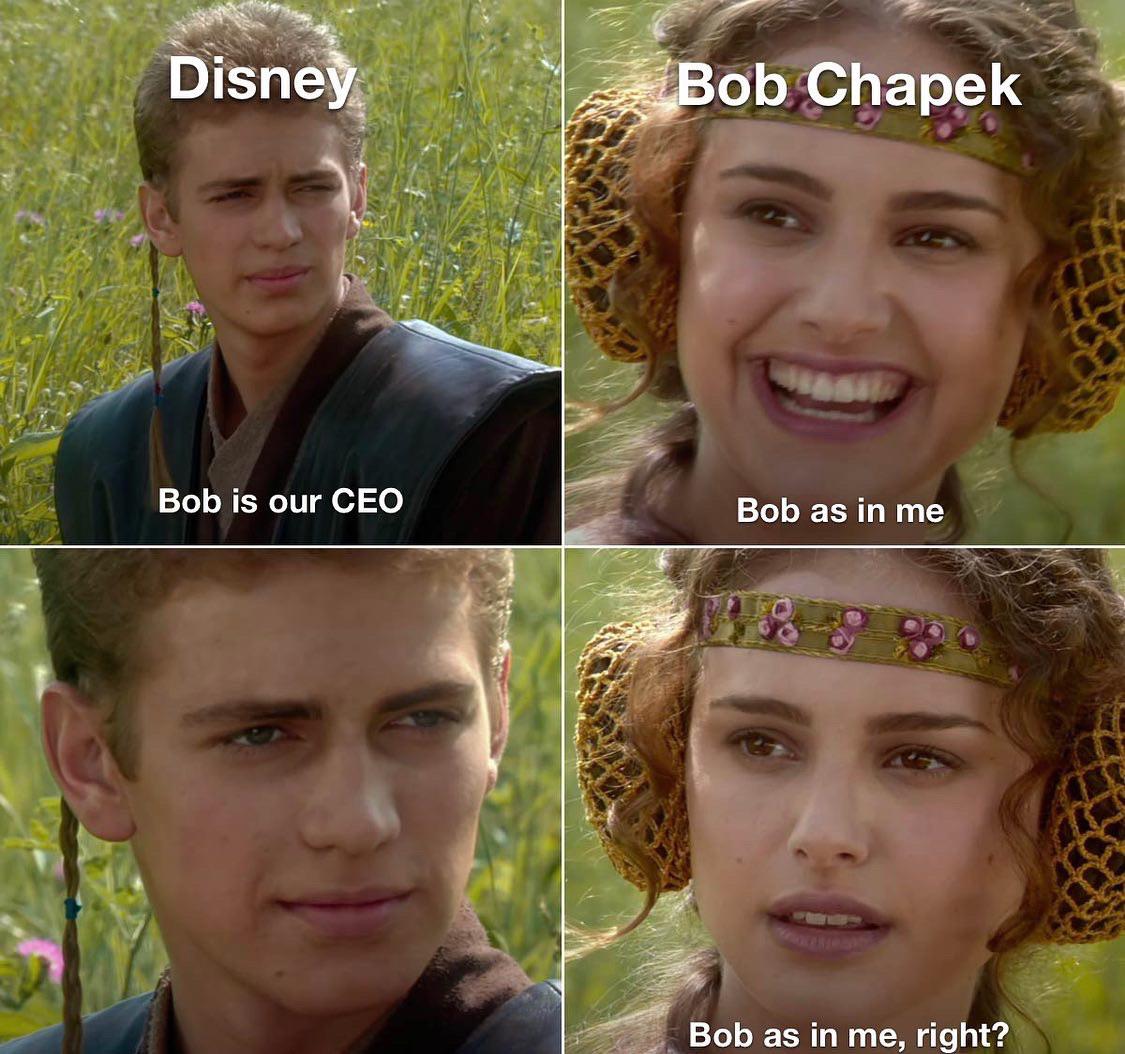 Disney
Bob Chapek
Bob is our CEO
Bob as in me
Bob as in me, right?